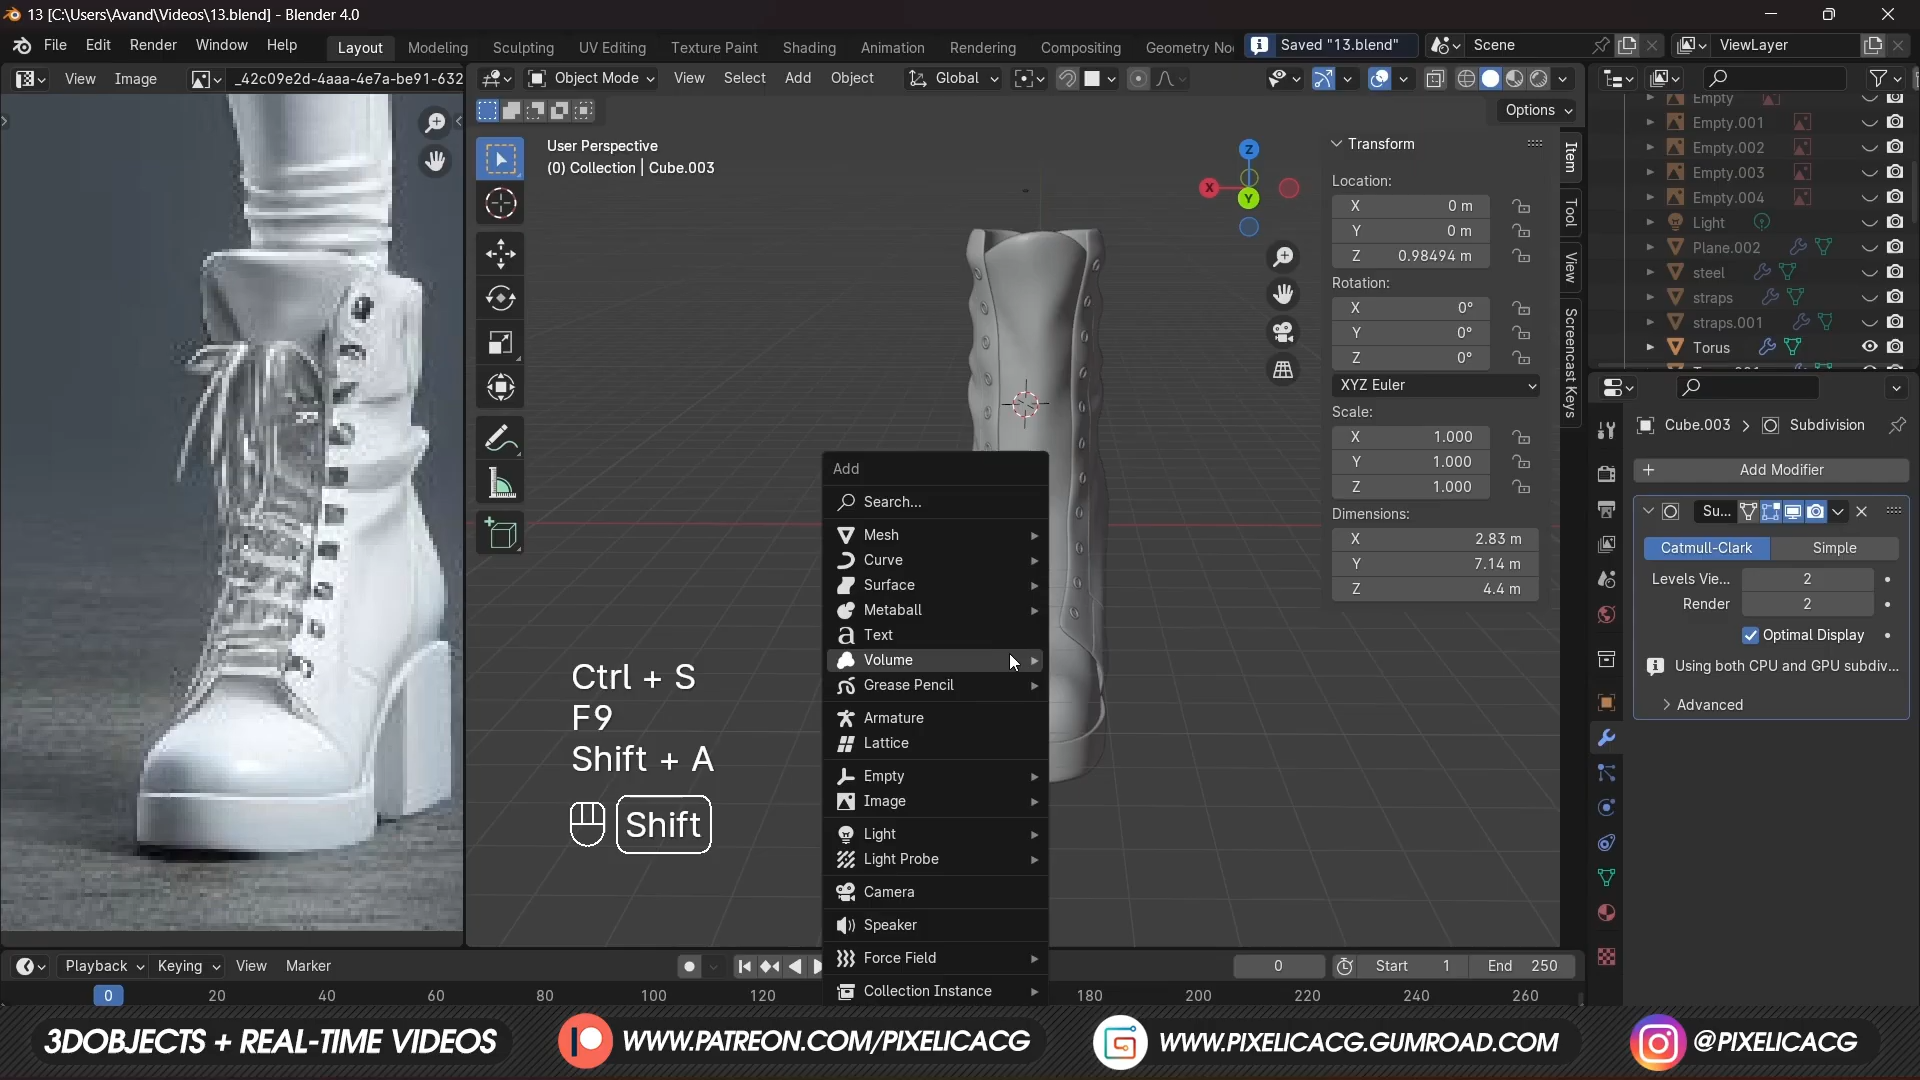 13 [C:\Users\Avand\Videos\13.blend] - Blender 4.0
File Edit Render Window Help
Layout Modeling Sculpting UV Editing Texture Paint Shading Animation Rendering Compositing Geometry No
Saved "13.blend"
Scene
ViewLayer
View Image
_42c09e2d-4aaa-4e7a-be91-632
Object Mode View Select Add Object
Global
Options
User Perspective
(0) Collection | Cube.003
Z
X
Y
Transform
Location:
X 0 m
Y 0 m
Z 0.98494 m
Rotation:
X 0°
Y 0°
Z 0°
XYZ Euler
Scale:
X 1.000
Y 1.000
Z 1.000
Dimensions:
X 2.83 m
Y 7.14 m
Z 4.4 m
Item
Tool
View
Screencast Keys
Empty
Empty.001
Empty.002
Empty.003
Empty.004
Light
Plane.002
steel
straps
straps.001
Torus
Cube.003 > Subdivision
Add Modifier
Su...
Catmull-Clark Simple
Levels Vie... 2
Render 2
Optimal Display
Using both CPU and GPU subdiv...
Advanced
Add
Search...
Mesh
Curve
Surface
Metaball
Text
Volume
Grease Pencil
Armature
Lattice
Empty
Image
Light
Light Probe
Camera
Speaker
Force Field
Collection Instance
Ctrl + S
F9
Shift + A
Shift
Playback Keying View Marker
0 Start 1 End 250
0 20 40 60 80 100 120 180 200 220 240 260
3DOBJECTS + REAL-TIME VIDEOS
WWW.PATREON.COM/PIXELICACG
WWW.PIXELICACG.GUMROAD.COM
@PIXELICACG